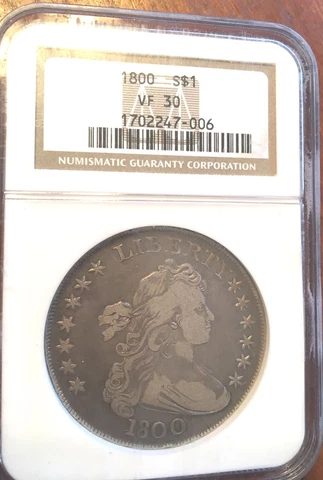 1800 S$1
VF 30
1702247-006
NUMISMATIC GUARANTY CORPORATION
LIBERTY
1800